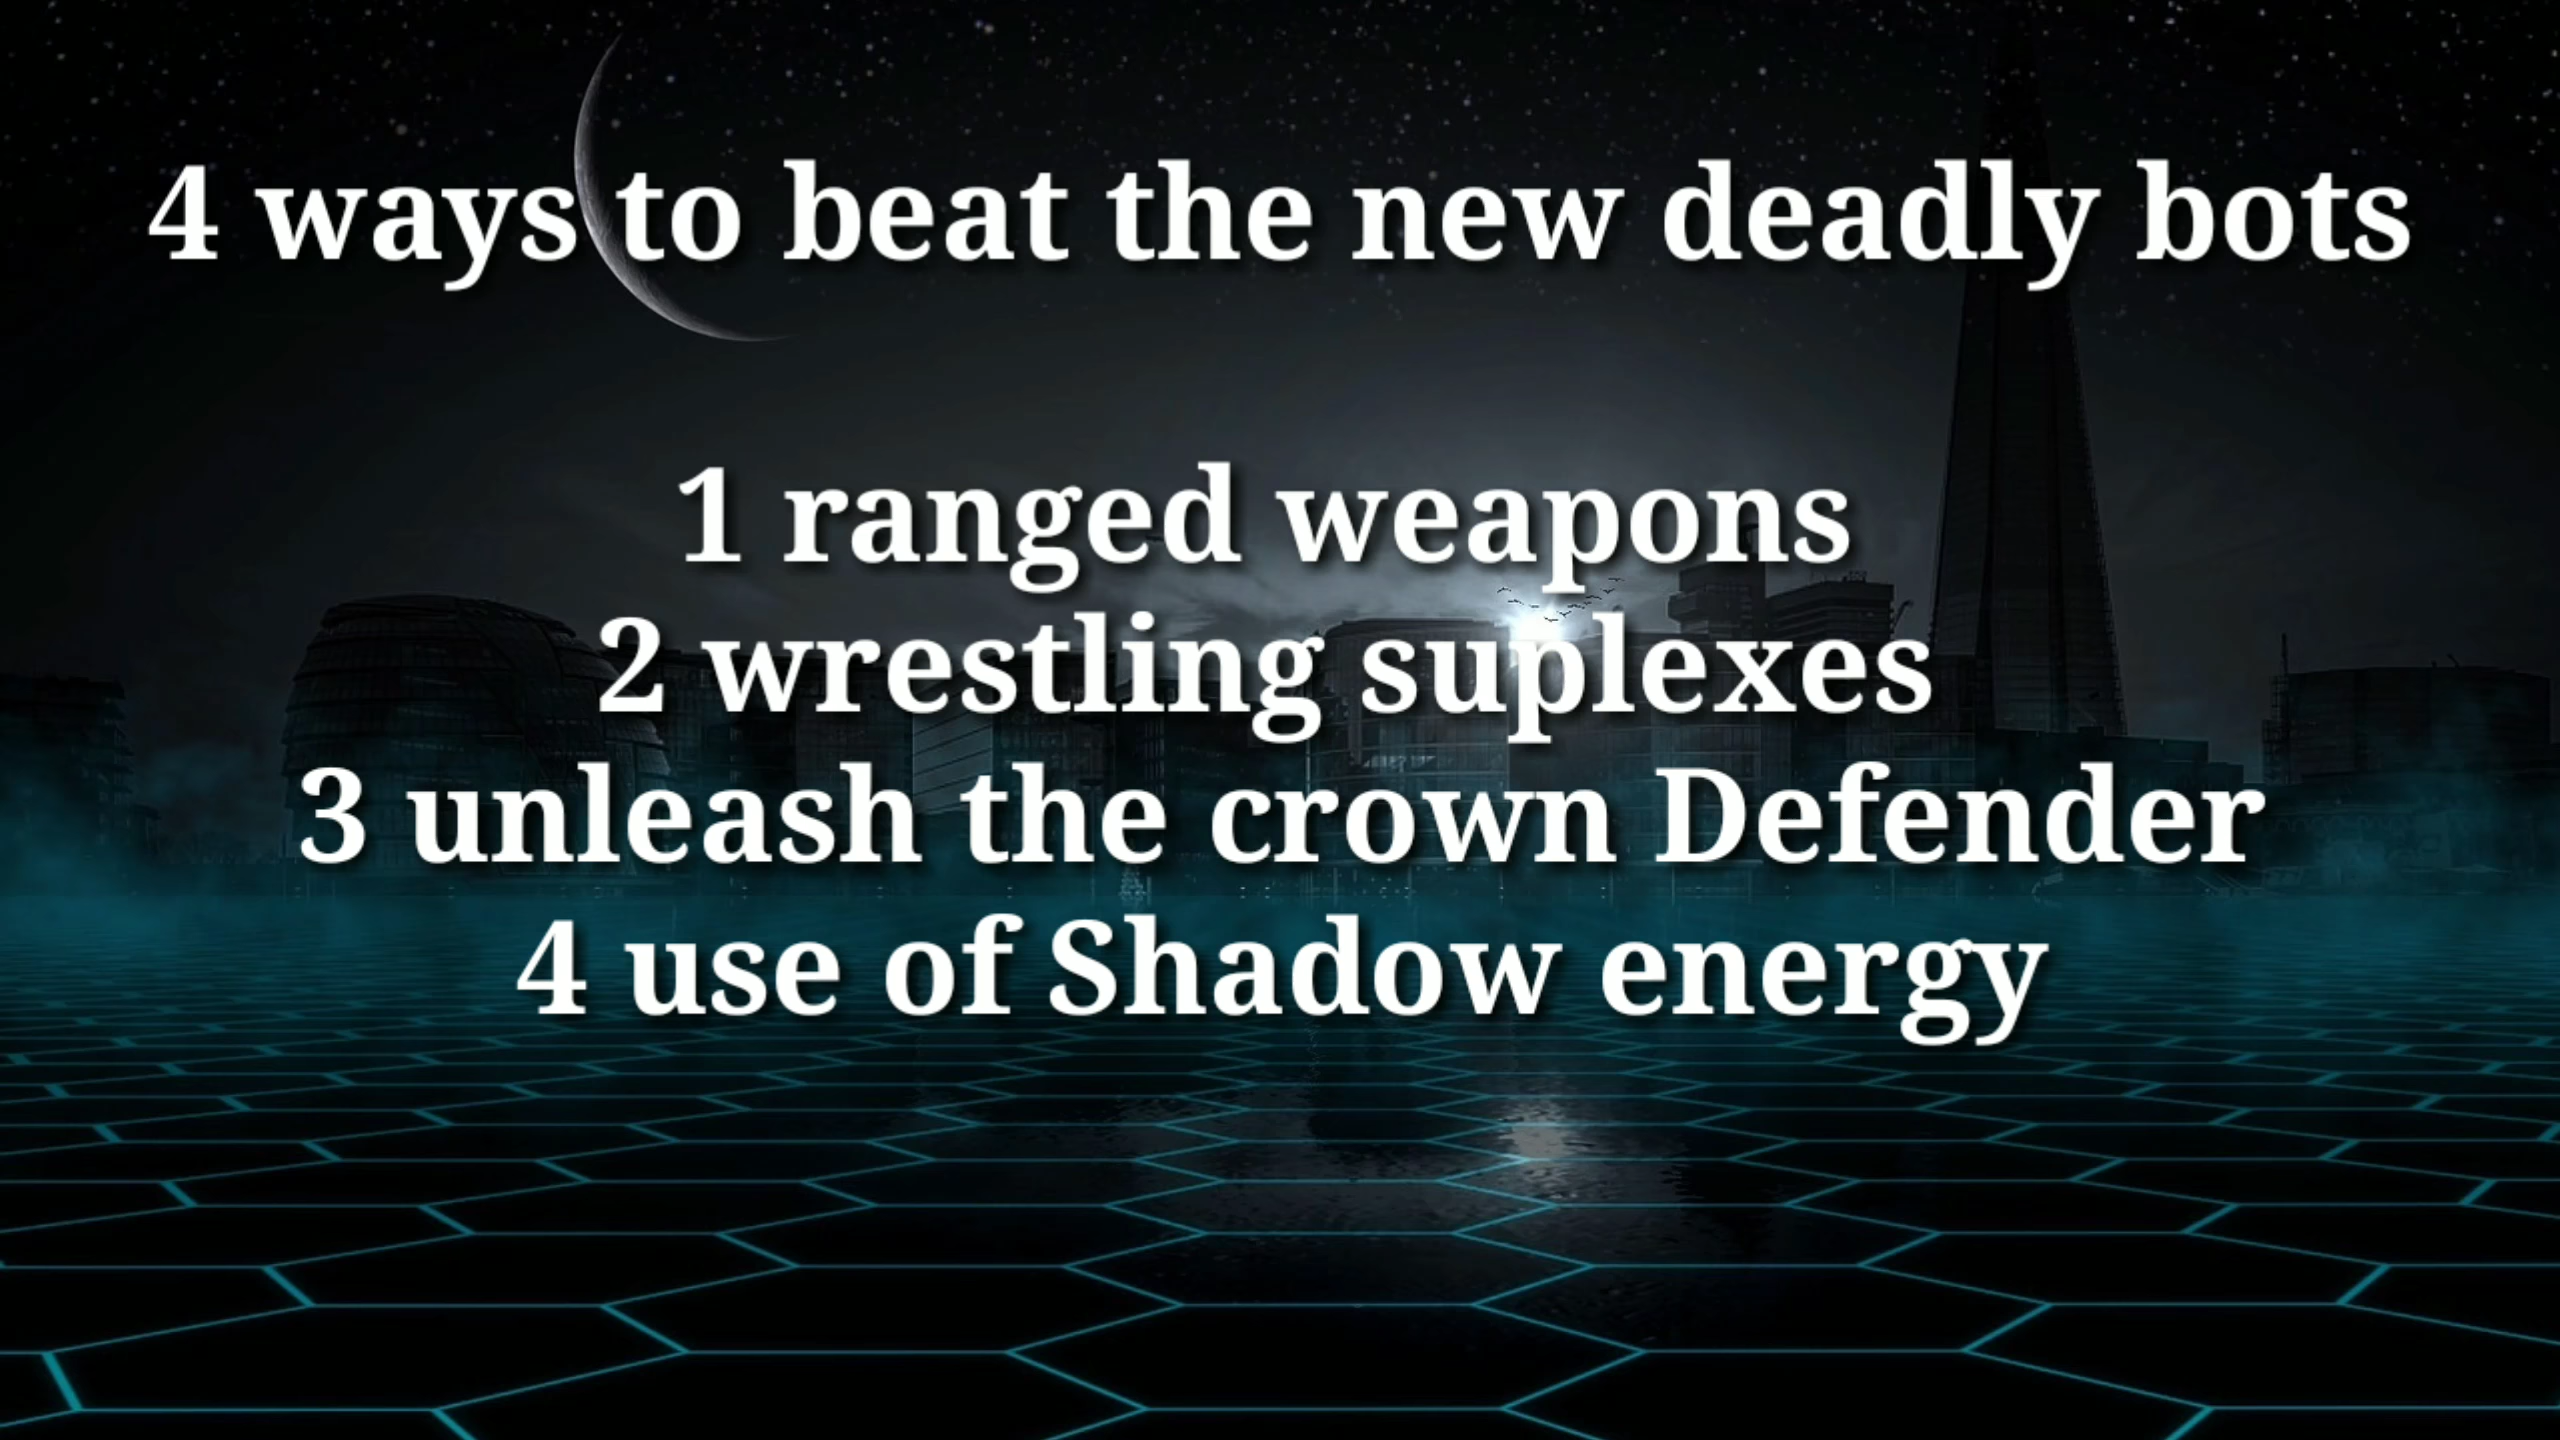 4 ways to beat the new deadly bots
1 ranged weapons
2 wrestling suplexes
3 unleash the crown Defender
4 use of Shadow energy